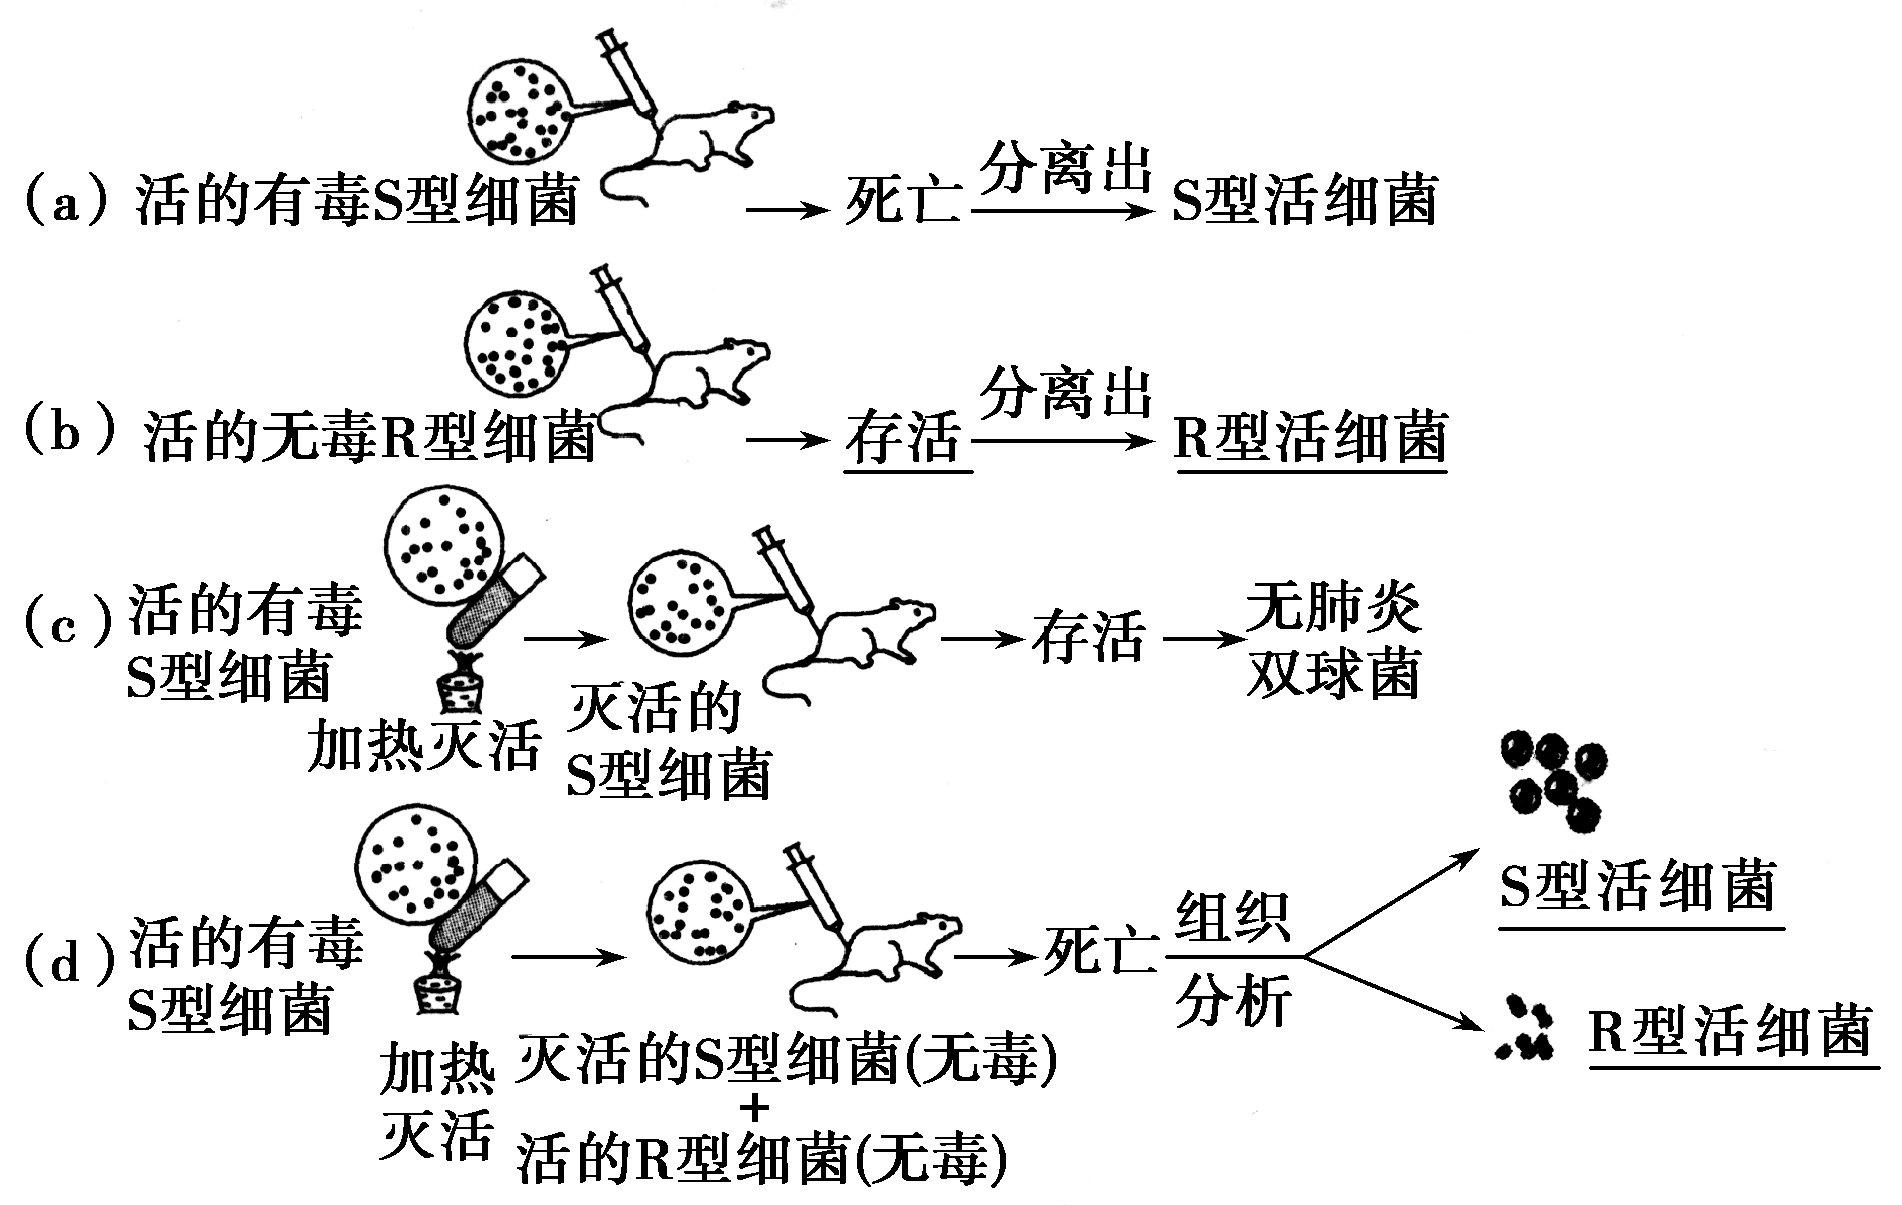 (a) 活的有毒S型细菌 死亡 分离出 S型活细菌
(b) 活的无毒R型细菌 存活 分离出 R型活细菌
(c) 活的有毒
S型细菌
加热灭活
灭活的
S型细菌
存活
无肺炎
双球菌
(d) 活的有毒
S型细菌
加热
灭活
灭活的S型细菌(无毒)
+
活的R型细菌(无毒)
死亡
组织
分析
S型活细菌
R型活细菌